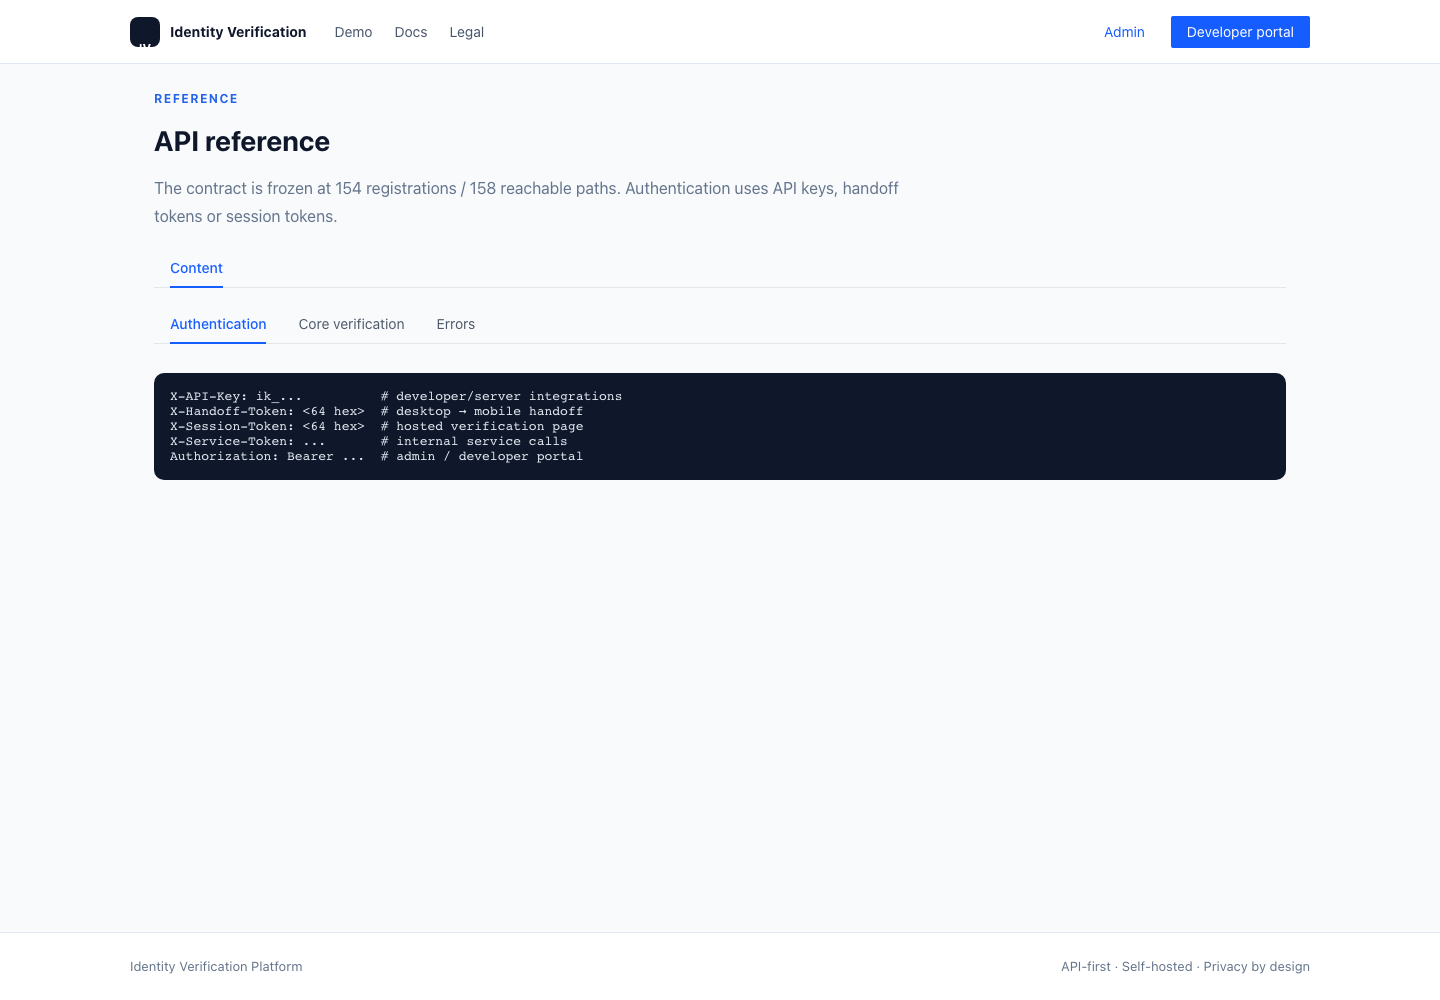 Identity Verification
Demo
Docs
Legal
Admin
Developer portal
REFERENCE
API reference
The contract is frozen at 154 registrations / 158 reachable paths. Authentication uses API keys, handoff
tokens or session tokens.
Content
Authentication
Core verification
Errors
X-API-Key: ik_...          # developer/server integrations
X-Handoff-Token: <64 hex>  # desktop → mobile handoff
X-Session-Token: <64 hex>  # hosted verification page
X-Service-Token: ...       # internal service calls
Authorization: Bearer ...  # admin / developer portal
Identity Verification Platform
API-first · Self-hosted · Privacy by design